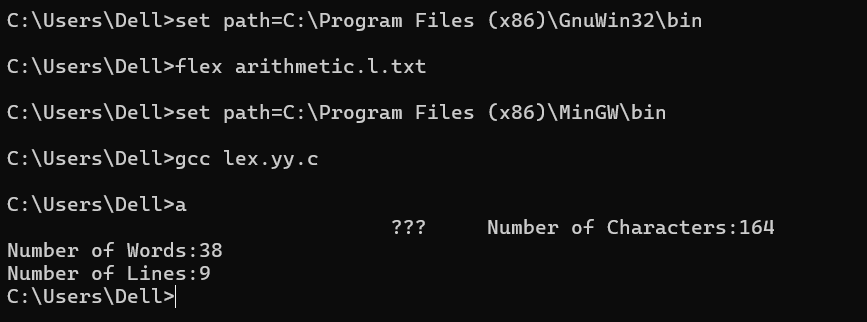 C:\Users\Dell>set path=C:\Program Files (x86)\GnuWin32\bin
C:\Users\Dell>flex arithmetic.l.txt
C:\Users\Dell>set path=C:\Program Files (x86)\MinGW\bin
C:\Users\Dell>gcc lex.yy.c
C:\Users\Dell>a
???     Number of Characters:164
Number of Words:38
Number of Lines:9
C:\Users\Dell>